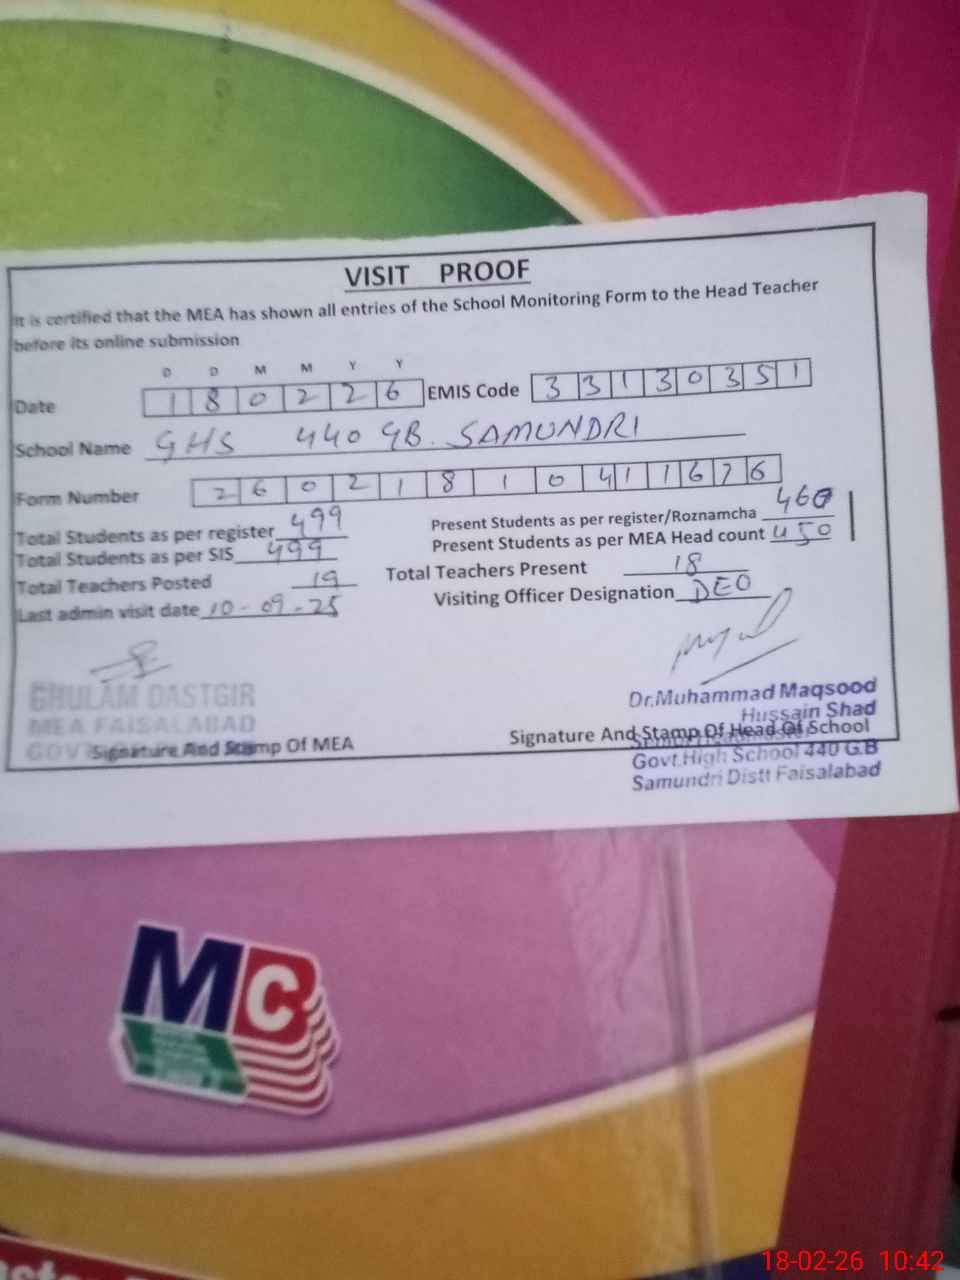 VISIT PROOF
It is certified that the MEA has shown all entries of the School Monitoring Form to the Head Teacher
before its online submission
D D M M Y Y
Date 1 8 0 2 2 6 EMIS Code 3 3 1 3 0 3 5 1
School Name GHS 440 GB. SAMUNDRI
Form Number 2 6 0 2 1 8 1 0 4 1 1 6 7 6
Total Students as per register 499 Present Students as per register/Roznamcha 460
Total Students as per SIS 499 Present Students as per MEA Head count 450
Total Teachers Posted 19 Total Teachers Present 18
Last admin visit date 10-09-25 Visiting Officer Designation DEO
GHULAM DASTGIR
MEA FAISALABAD
Signature And Stamp Of MEA
Dr.Muhammad Maqsood
Hussain Shad
Signature And Stamp Of Head Of School
Govt.High School 440 G.B
Samundri Distt Faisalabad
MC
18-02-26 10:42